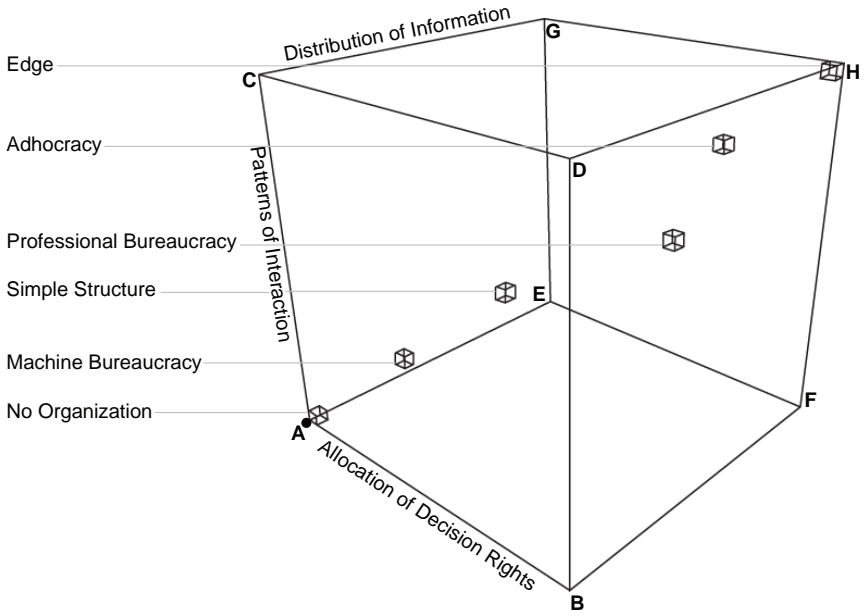 Distribution of Information
G
Edge
C
H
Adhocracy
D
Patterns of Interaction
Professional Bureaucracy
Simple Structure
E
Machine Bureaucracy
No Organization
F
A
Allocation of Decision Rights
B